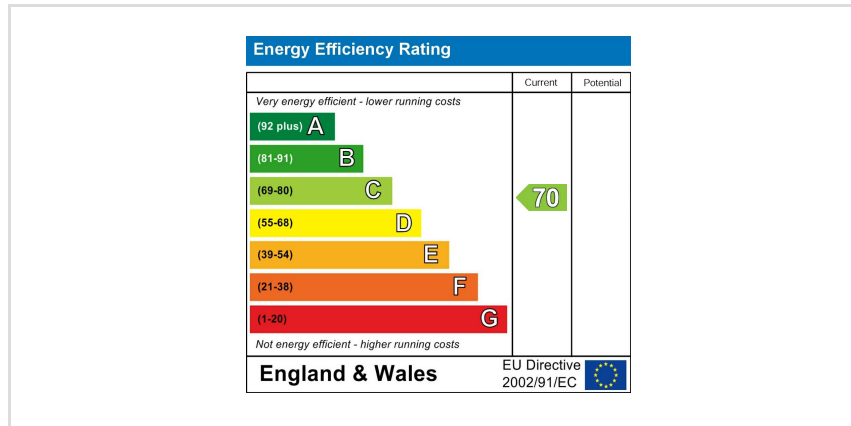 Energy Efficiency Rating
Current Potential
Very energy efficient - lower running costs
(92 plus) A
(81-91) B
(69-80) C
70
(55-68) D
(39-54) E
(21-38) F
(1-20) G
Not energy efficient - higher running costs
England & Wales
EU Directive
2002/91/EC